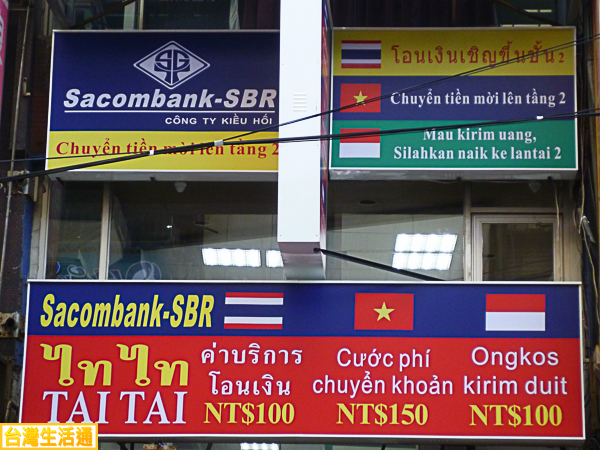 Sacombank-SBR
CÔNG TY KIỀU HỐI
Chuyển tiền mời lên tầng 2
โอนเงินเชิญขึ้นชั้น 2
Chuyển tiền mời lên tầng 2
Mau kirim uang,
Silahkan naik ke lantai 2
Sacombank-SBR
ไทไท
TAI TAI
ค่าบริการ
โอนเงิน
NT$100
Cước phí
chuyển khoản
NT$150
Ongkos
kirim duit
NT$100
台灣生活通